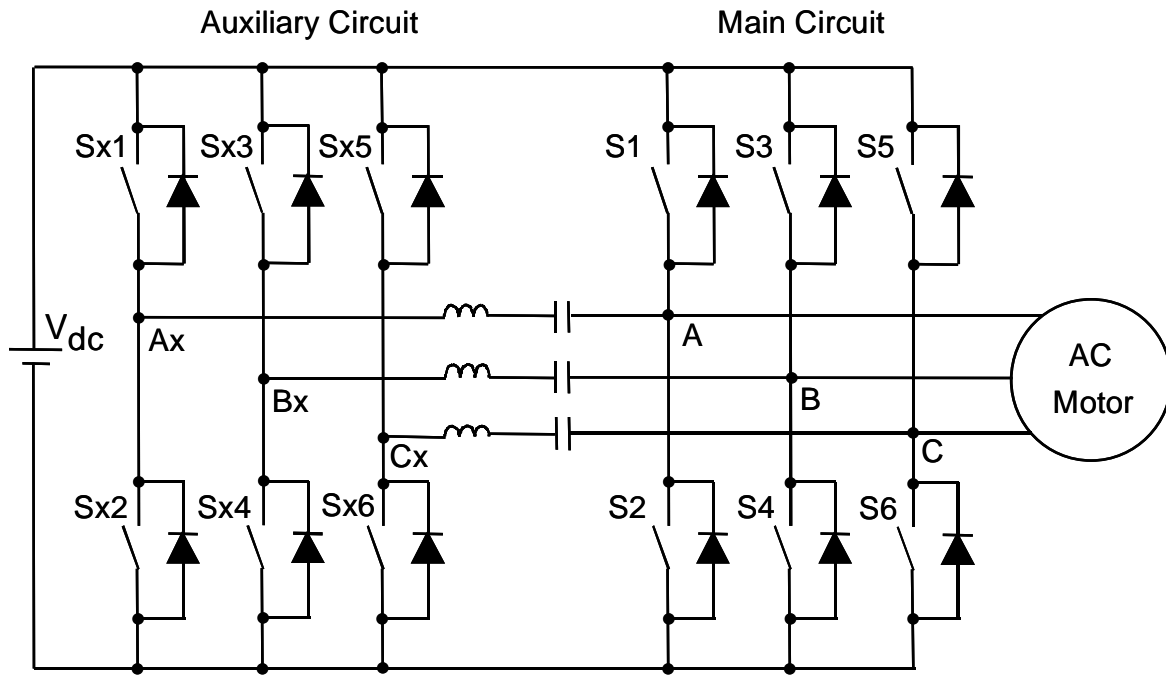 Auxiliary Circuit
Main Circuit
Sx1
Sx3
Sx5
S1
S3
S5
Vdc
Ax
A
AC
Motor
Bx
B
Cx
C
Sx2
Sx4
Sx6
S2
S4
S6